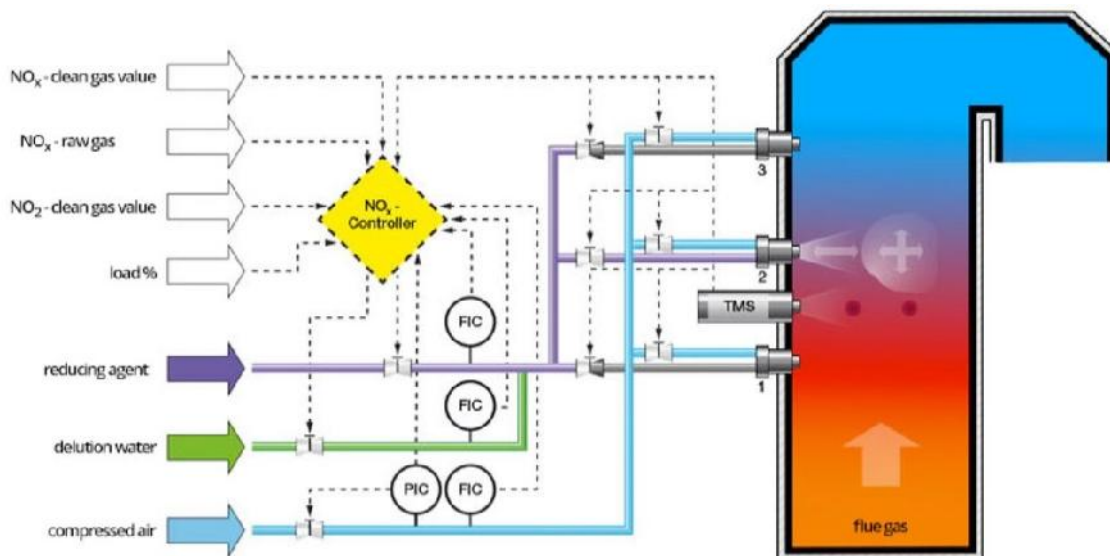 NOx - clean gas value
NOx - raw gas
NO2 - clean gas value
load %
reducing agent
delution water
compressed air
NOx -
Controller
FIC
FIC
PIC
FIC
3
2
TMS
1
flue gas